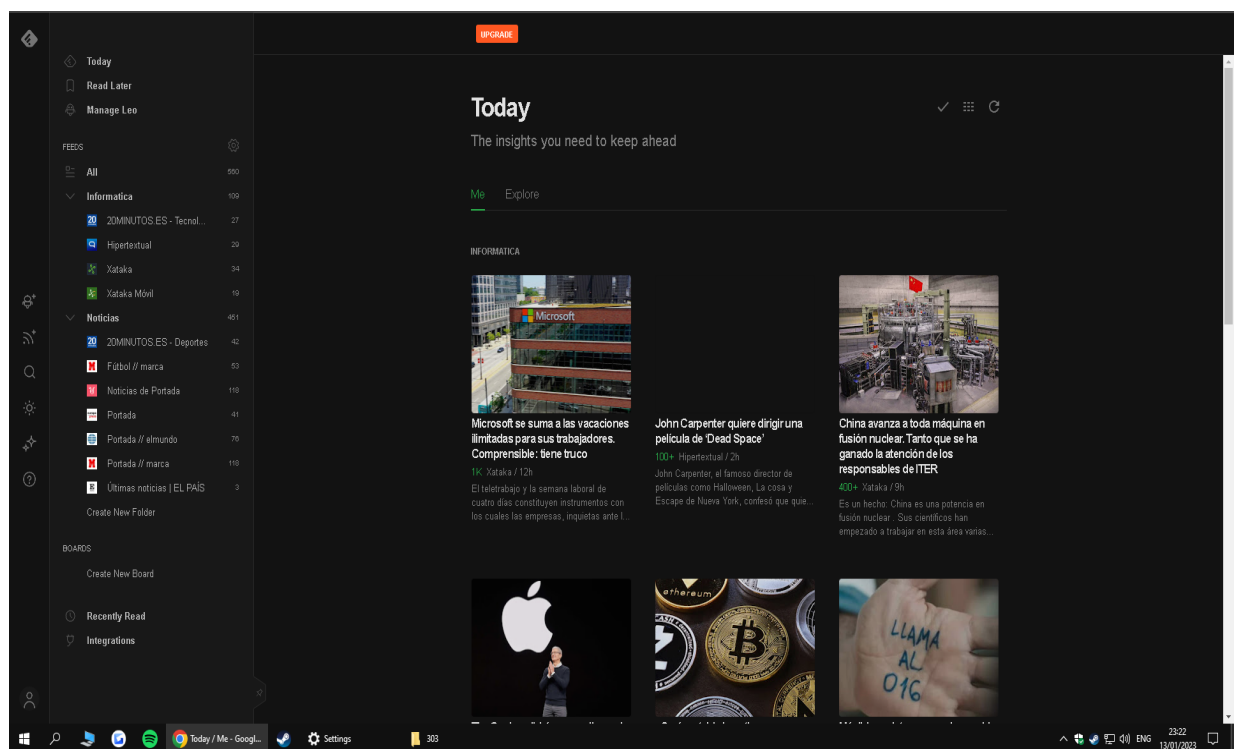 UPGRADE
Today
Read Later
Manage Leo
FEEDS
All 560
Informatica 109
20 20MINUTOS.ES - Tecnol... 27
Hipertextual 29
Xataka 34
Xataka Móvil 19
Noticias 451
20 20MINUTOS.ES - Deportes 42
M Fútbol // marca 53
Noticias de Portada 118
Portada 41
Portada // elmundo 76
M Portada // marca 118
E Últimas noticias | EL PAÍS 3
Create New Folder
BOARDS
Create New Board
Recently Read
Integrations
Today
The insights you need to keep ahead
Me Explore
INFORMATICA
Microsoft
Microsoft se suma a las vacaciones
ilimitadas para sus trabajadores.
Comprensible: tiene truco
1K Xataka / 12h
El teletrabajo y la semana laboral de
cuatro días constituyen instrumentos con
los cuales las empresas, inquietas ante l...
John Carpenter quiere dirigir una
película de ‘Dead Space’
100+ Hipertextual / 2h
John Carpenter, el famoso director de
películas como Halloween, La cosa y
Escape de Nueva York, confesó que quie...
China avanza a toda máquina en
fusión nuclear. Tanto que se ha
ganado la atención de los
responsables de ITER
400+ Xataka / 9h
Es un hecho: China es una potencia en
fusión nuclear . Sus científicos han
empezado a trabajar en esta área varias...
ethereum
CASH
LLAMA
AL
016
Today / Me - Googl...
Settings
303
ENG
23:22
13/01/2023